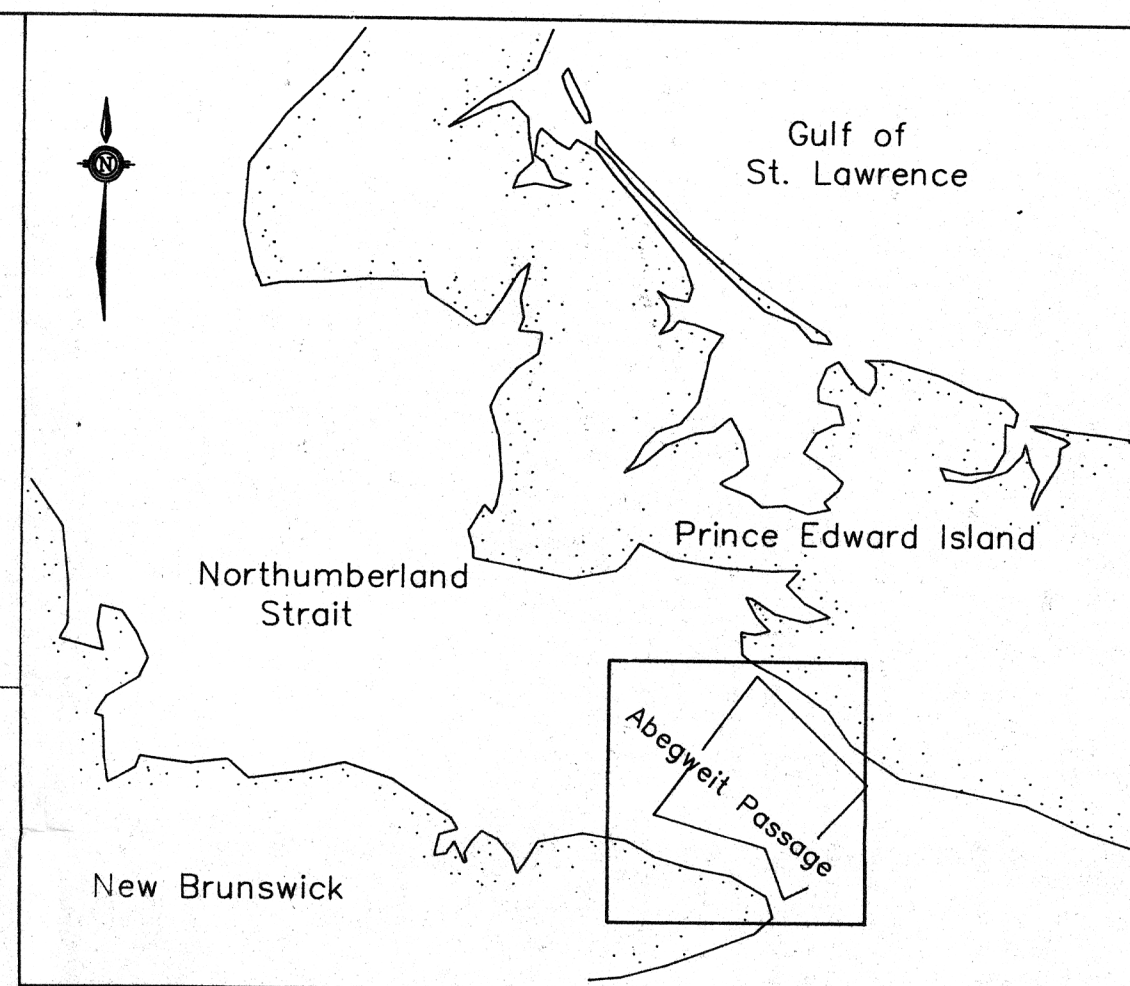 N
Gulf of
St. Lawrence
Prince Edward Island
Northumberland
Strait
Abegweit Passage
New Brunswick